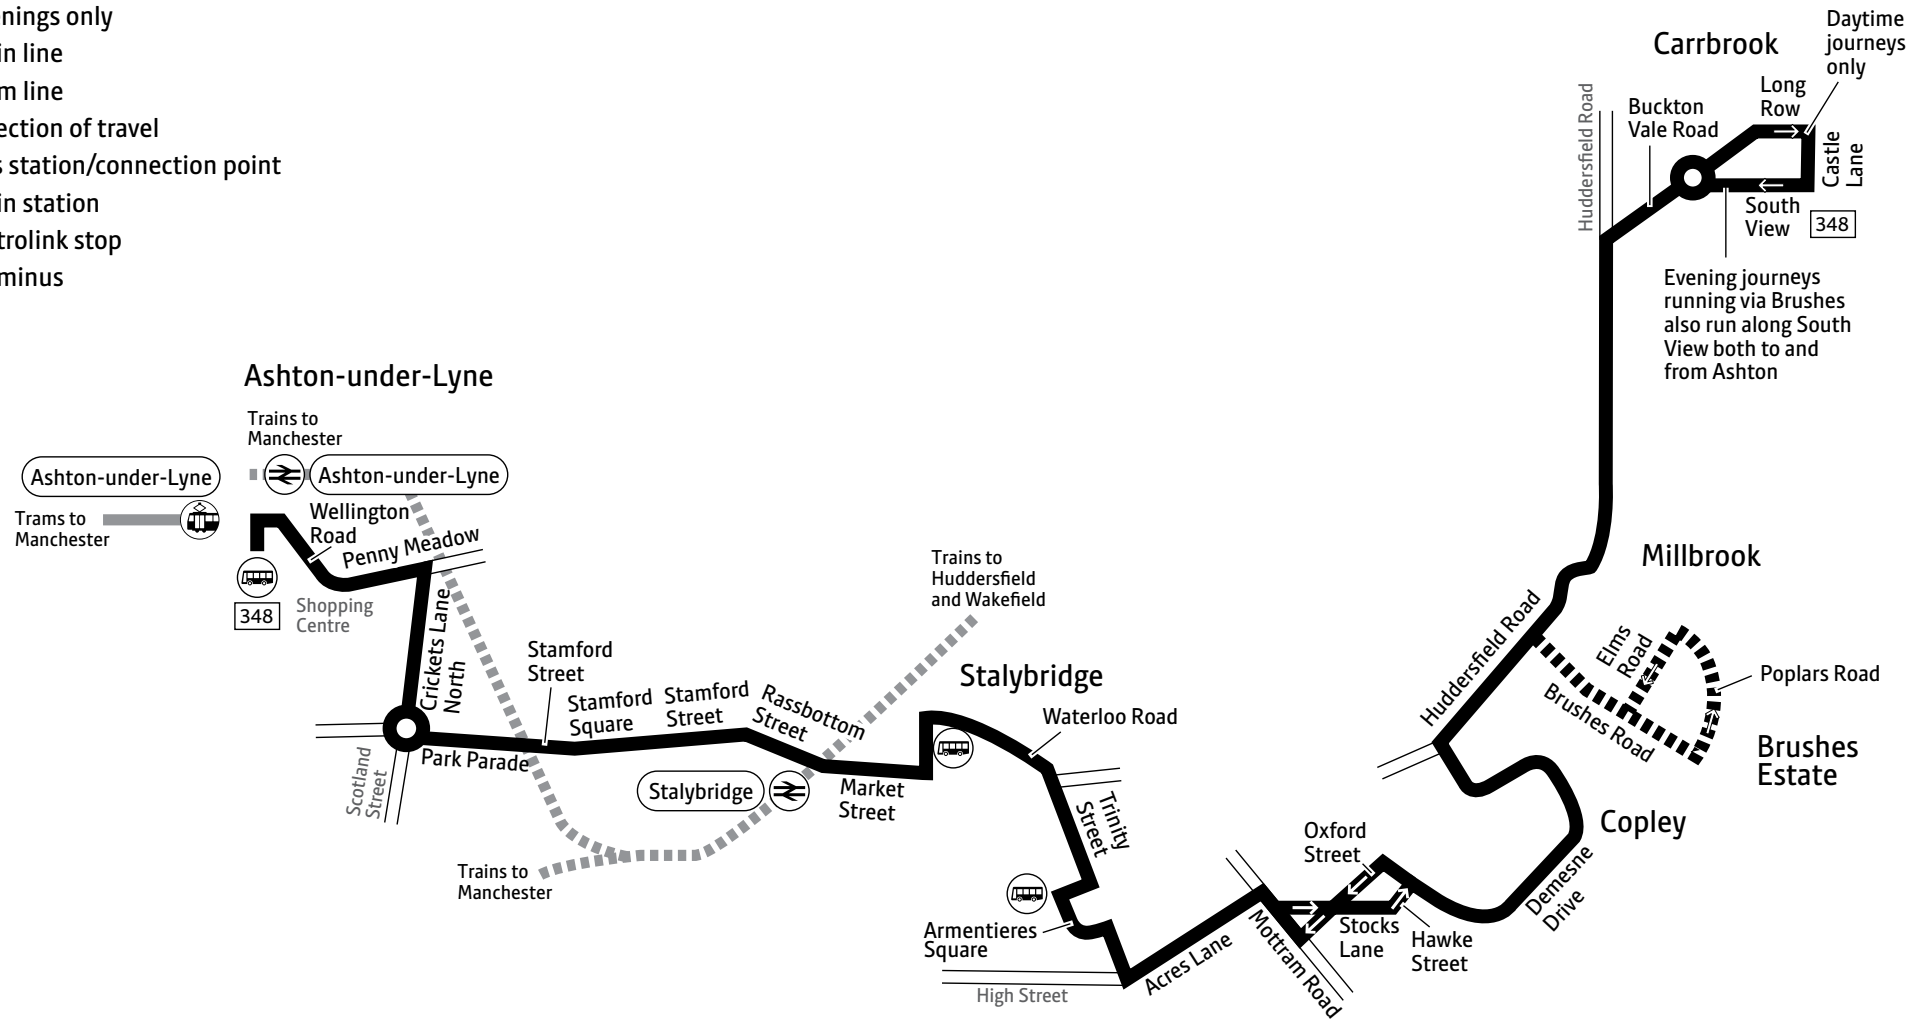 enings only
in line
m line
ection of travel
s station/connection point
in station
trolink stop
minus
Carrbrook
Daytime
journeys
only
Long
Row
Buckton
Vale Road
Huddersfield Road
Castle
Lane
South
View
348
Evening journeys
running via Brushes
also run along South
View both to and
from Ashton
Ashton-under-Lyne
Trains to
Manchester
Ashton-under-Lyne
Ashton-under-Lyne
Trams to
Manchester
Wellington
Road
Penny Meadow
348
Shopping
Centre
Crickets Lane
North
Stamford
Street
Stamford
Square
Stamford
Street
Rassbottom
Street
Park Parade
Scotland
Street
Trains to
Huddersfield
and Wakefield
Stalybridge
Waterloo Road
Stalybridge
Market
Street
Trains to
Manchester
Trinity
Street
Armentieres
Square
High Street
Acres Lane
Mottram Road
Oxford
Street
Stocks
Lane
Hawke
Street
Demesne
Drive
Copley
Millbrook
Huddersfield Road
Elms
Road
Poplars Road
Brushes Road
Brushes
Estate